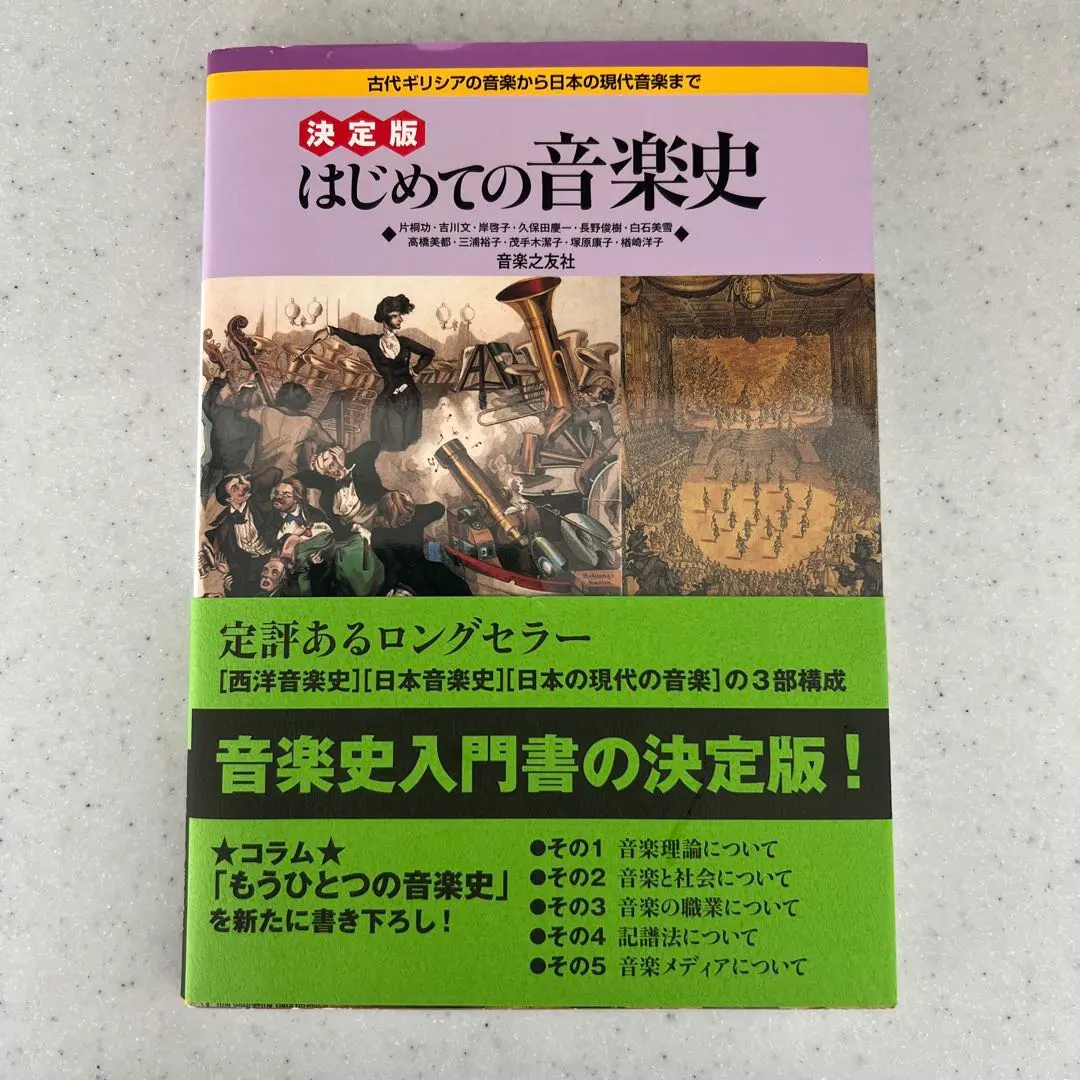 古代ギリシアの音楽から日本の現代音楽まで
決定版
はじめての音楽史
片桐功・吉川文・岸啓子・久保田慶一・長野俊樹・白石美雪
高橋美都・三浦裕子・茂手木潔子・塚原康子・楢崎洋子
音楽之友社
定評あるロングセラー
[西洋音楽史][日本音楽史][日本の現代の音楽]の3部構成
音楽史入門書の決定版!
★コラム★
「もうひとつの音楽史」
を新たに書き下ろし!
●その1 音楽理論について
●その2 音楽と社会について
●その3 音楽の職業について
●その4 記譜法について
●その5 音楽メディアについて